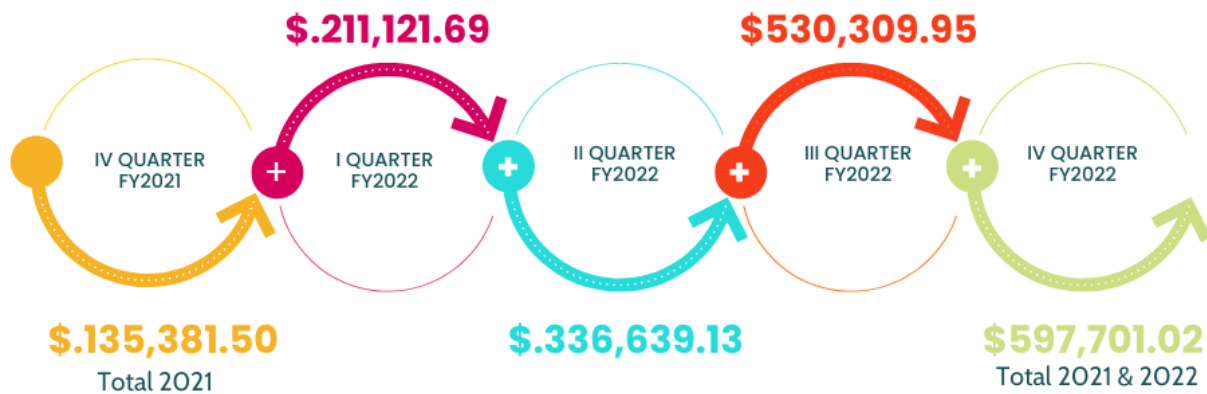 $.211,121.69
$530,309.95
IV QUARTER
FY2021
I QUARTER
FY2022
II QUARTER
FY2022
III QUARTER
FY2022
IV QUARTER
FY2022
$.135,381.50
Total 2021
$.336,639.13
$597,701.02
Total 2021 & 2022